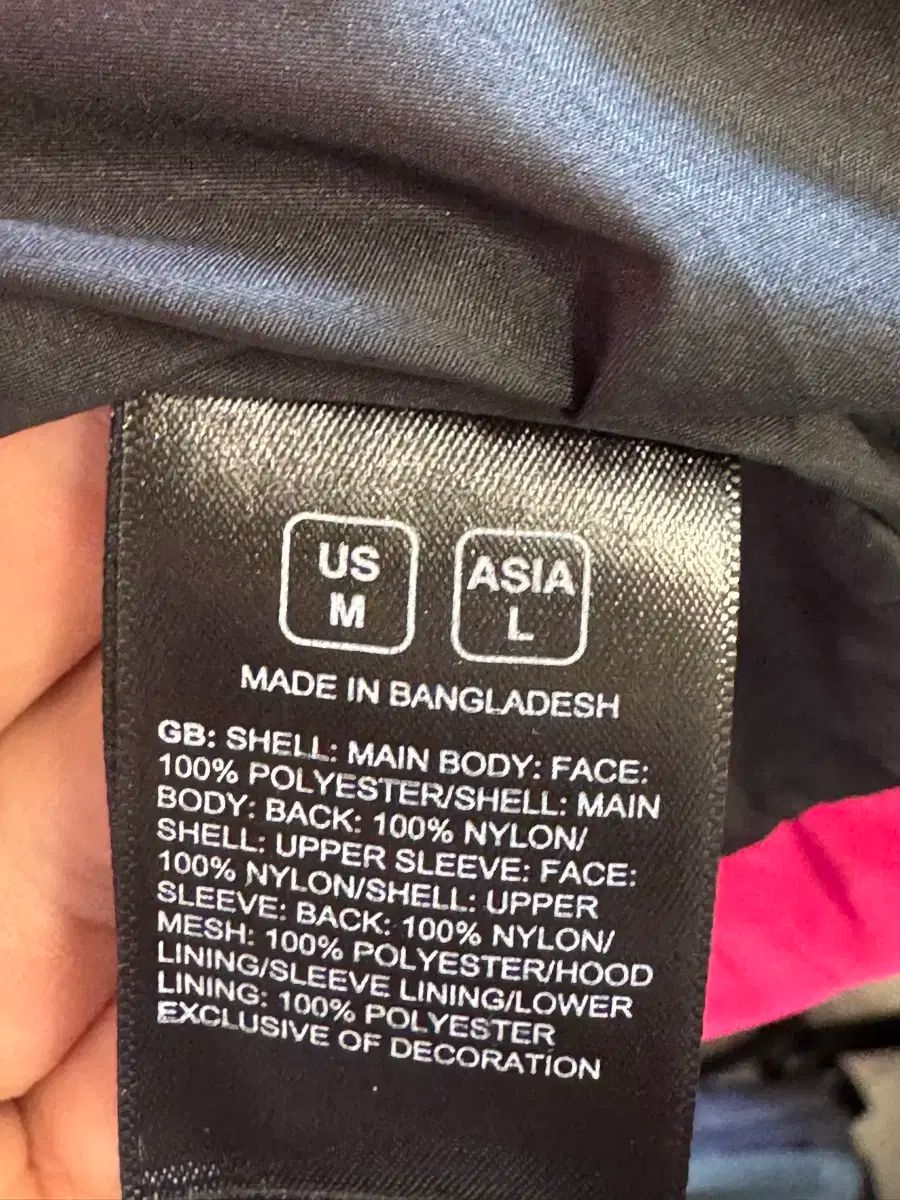 US
M
ASIA
L
MADE IN BANGLADESH
GB: SHELL: MAIN BODY: FACE:
100% POLYESTER/SHELL: MAIN
BODY: BACK: 100% NYLON/
SHELL: UPPER SLEEVE: FACE:
100% NYLON/SHELL: UPPER
SLEEVE: BACK: 100% NYLON/
MESH: 100% POLYESTER/HOOD
LINING/SLEEVE LINING/LOWER
LINING: 100% POLYESTER
EXCLUSIVE OF DECORATION